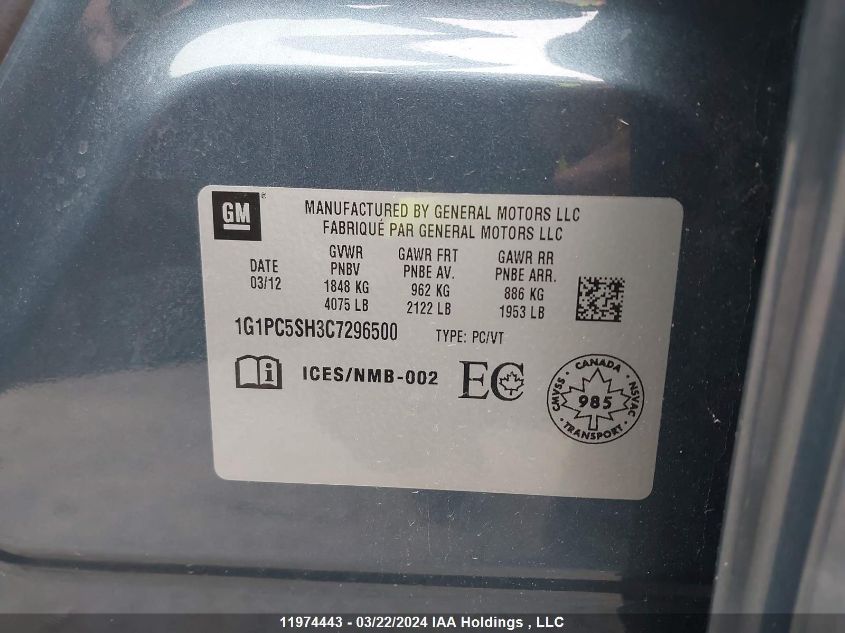 GM
MANUFACTURED BY GENERAL MOTORS LLC
FABRIQUÉ PAR GENERAL MOTORS LLC
DATE
03/12
GVWR
PNBV
1848 KG
4075 LB
GAWR FRT
PNBE AV.
962 KG
2122 LB
GAWR RR
PNBE ARR.
886 KG
1953 LB
1G1PC5SH3C7296500 TYPE: PC/VT
i ICES/NMB-002 EC
CANADA
CMVSS
985
NSVAC
TRANSPORT
11974443 - 03/22/2024 IAA Holdings , LLC